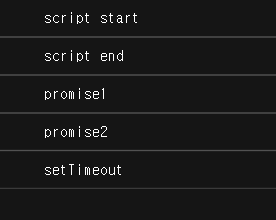 script start
script end
promise1
promise2
setTimeout